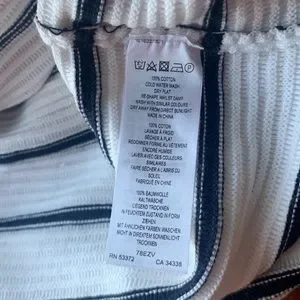 100% COTTON
COLD WATER WASH
DRY FLAT
RE-SHAPE WHILST DAMP
WASH WITH SIMILAR COLOURS
DRY AWAY FROM DIRECT SUNLIGHT
MADE IN CHINA
100% COTON
LAVAGE À FROID
SÉCHER À PLAT
REDONNER FORME AU VÊTEMENT
ENCORE HUMIDE
LAVER AVEC DES COULEURS
SIMILAIRES
FAIRE SÉCHER À L'ABRIS DU
SOLEIL
FABRIQUÉ EN CHINE
100% BAUMWOLLE
KALTWÄSCHE
LIEGEND TROCKNEN
IN FEUCHTEM ZUSTAND IN FORM
ZIEHEN
MIT ÄHNLICHEN FARBEN WASCHEN
NICHT IN DIREKTEM SONNENLICHT
TROCKNEN
78EZV
RN 53972 CA 34338